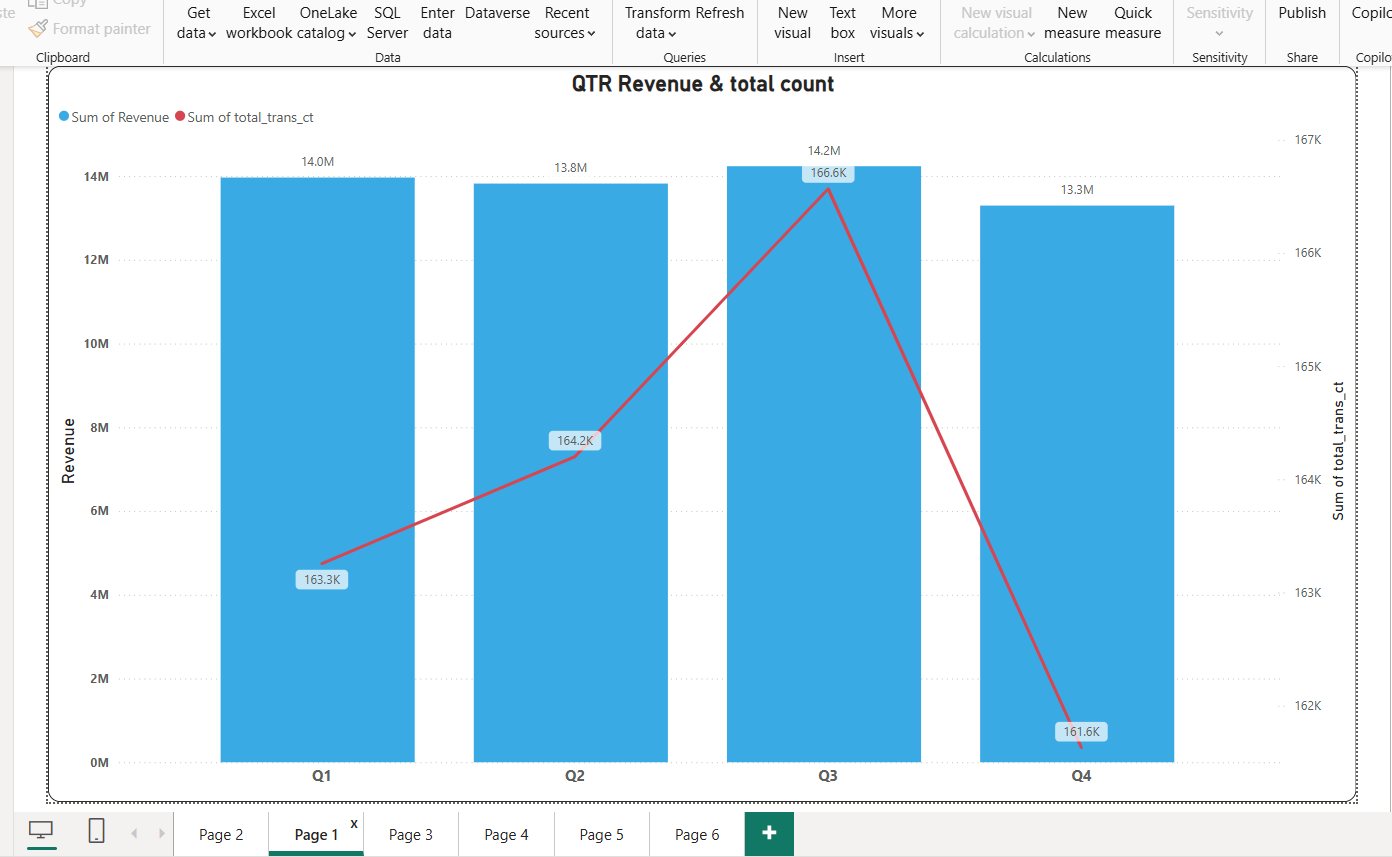 ste
Copy
Format painter
Clipboard
Get data
Excel workbook
OneLake catalog
SQL Server
Enter data
Dataverse
Recent sources
Data
Transform data
Refresh
Queries
New visual
Text box
More visuals
Insert
New visual calculation
New measure
Quick measure
Calculations
Sensitivity
Sensitivity
Publish
Share
Copilo
Copilo
QTR Revenue & total count
Sum of Revenue
Sum of total_trans_ct
14.0M
13.8M
14.2M
13.3M
163.3K
164.2K
166.6K
161.6K
Revenue
14M
12M
10M
8M
6M
4M
2M
0M
Sum of total_trans_ct
167K
166K
165K
164K
163K
162K
Q1
Q2
Q3
Q4
Page 2
Page 1
x
Page 3
Page 4
Page 5
Page 6
+